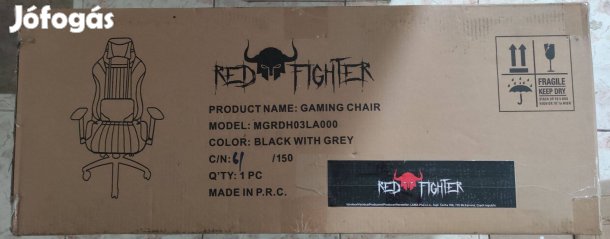 Jófogás
RED FIGHTER
PRODUCT NAME: GAMING CHAIR
MODEL: MGRDH03LA000
COLOR: BLACK WITH GREY
C/N: 61 /150
Q'TY: 1 PC
MADE IN P.R.C.
FRAGILE
KEEP DRY
RED FIGHTER